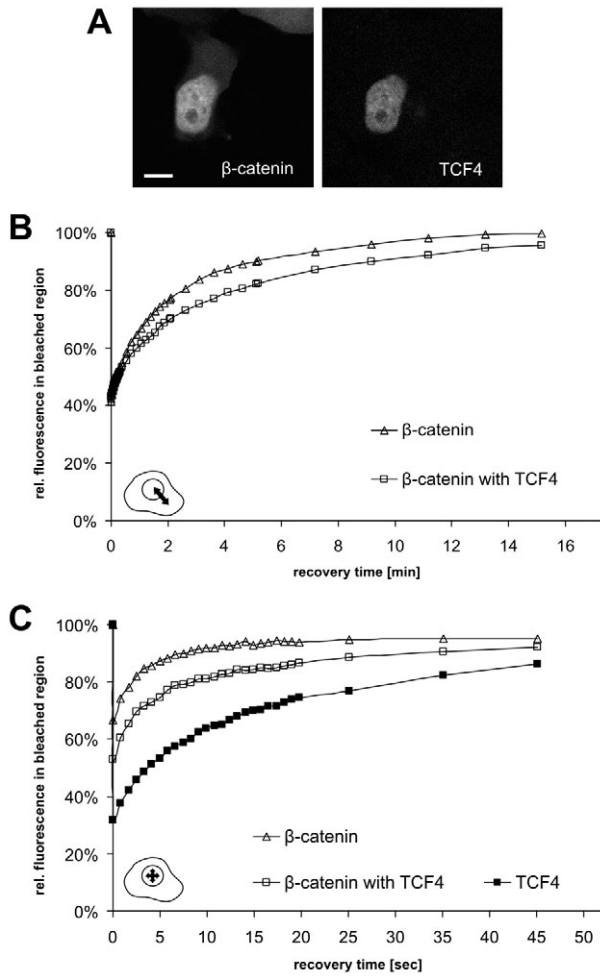 A
β-catenin
TCF4
B
rel. fluorescence in bleached region
100%
80%
60%
40%
20%
0%
β-catenin
β-catenin with TCF4
0 2 4 6 8 10 12 14 16
recovery time [min]
C
rel. fluorescence in bleached region
100%
80%
60%
40%
20%
0%
β-catenin
β-catenin with TCF4 TCF4
0 5 10 15 20 25 30 35 40 45 50
recovery time [sec]